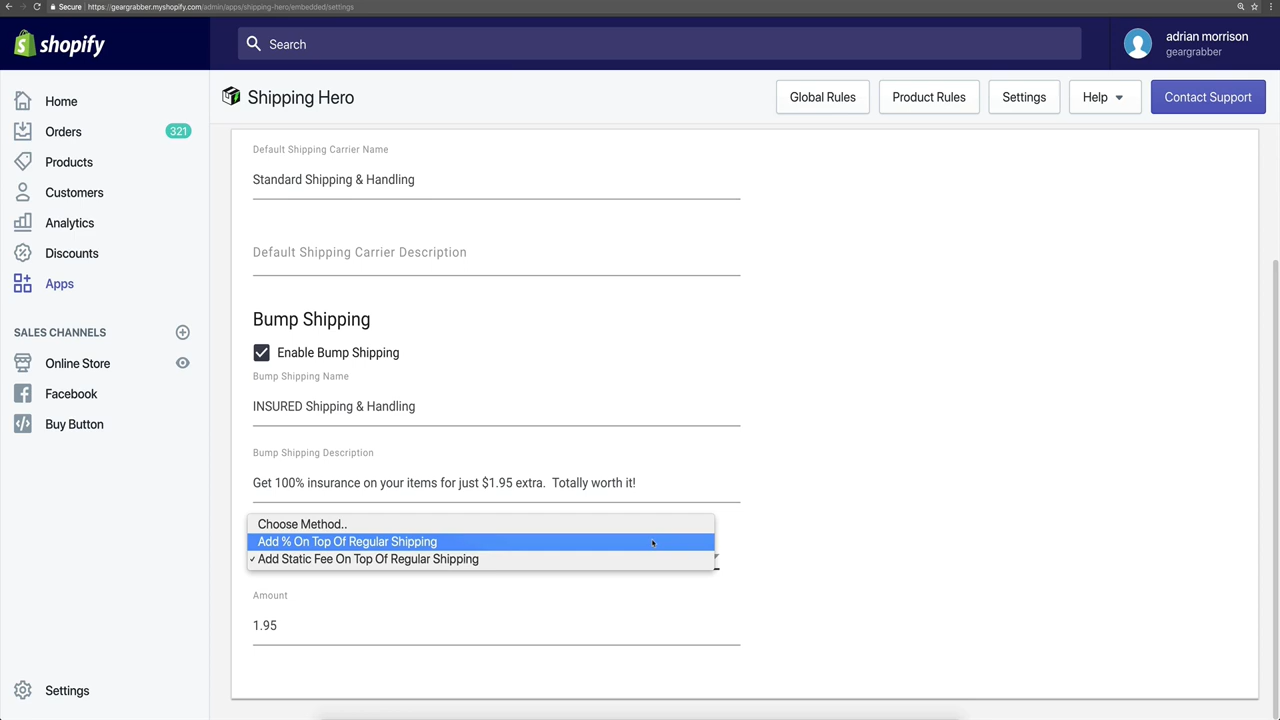 Secure https://geargrabber.myshopify.com/admin/apps/shipping-hero/embedded/settings
shopify
Search
adrian morrison
geargrabber
Home
Orders 321
Products
Customers
Analytics
Discounts
Apps
SALES CHANNELS
Online Store
Facebook
Buy Button
Settings
Shipping Hero
Global Rules
Product Rules
Settings
Help
Contact Support
Default Shipping Carrier Name
Standard Shipping & Handling
Default Shipping Carrier Description
Bump Shipping
Enable Bump Shipping
Bump Shipping Name
INSURED Shipping & Handling
Bump Shipping Description
Get 100% insurance on your items for just $1.95 extra.  Totally worth it!
Choose Method..
Add % On Top Of Regular Shipping
✓ Add Static Fee On Top Of Regular Shipping
Amount
1.95